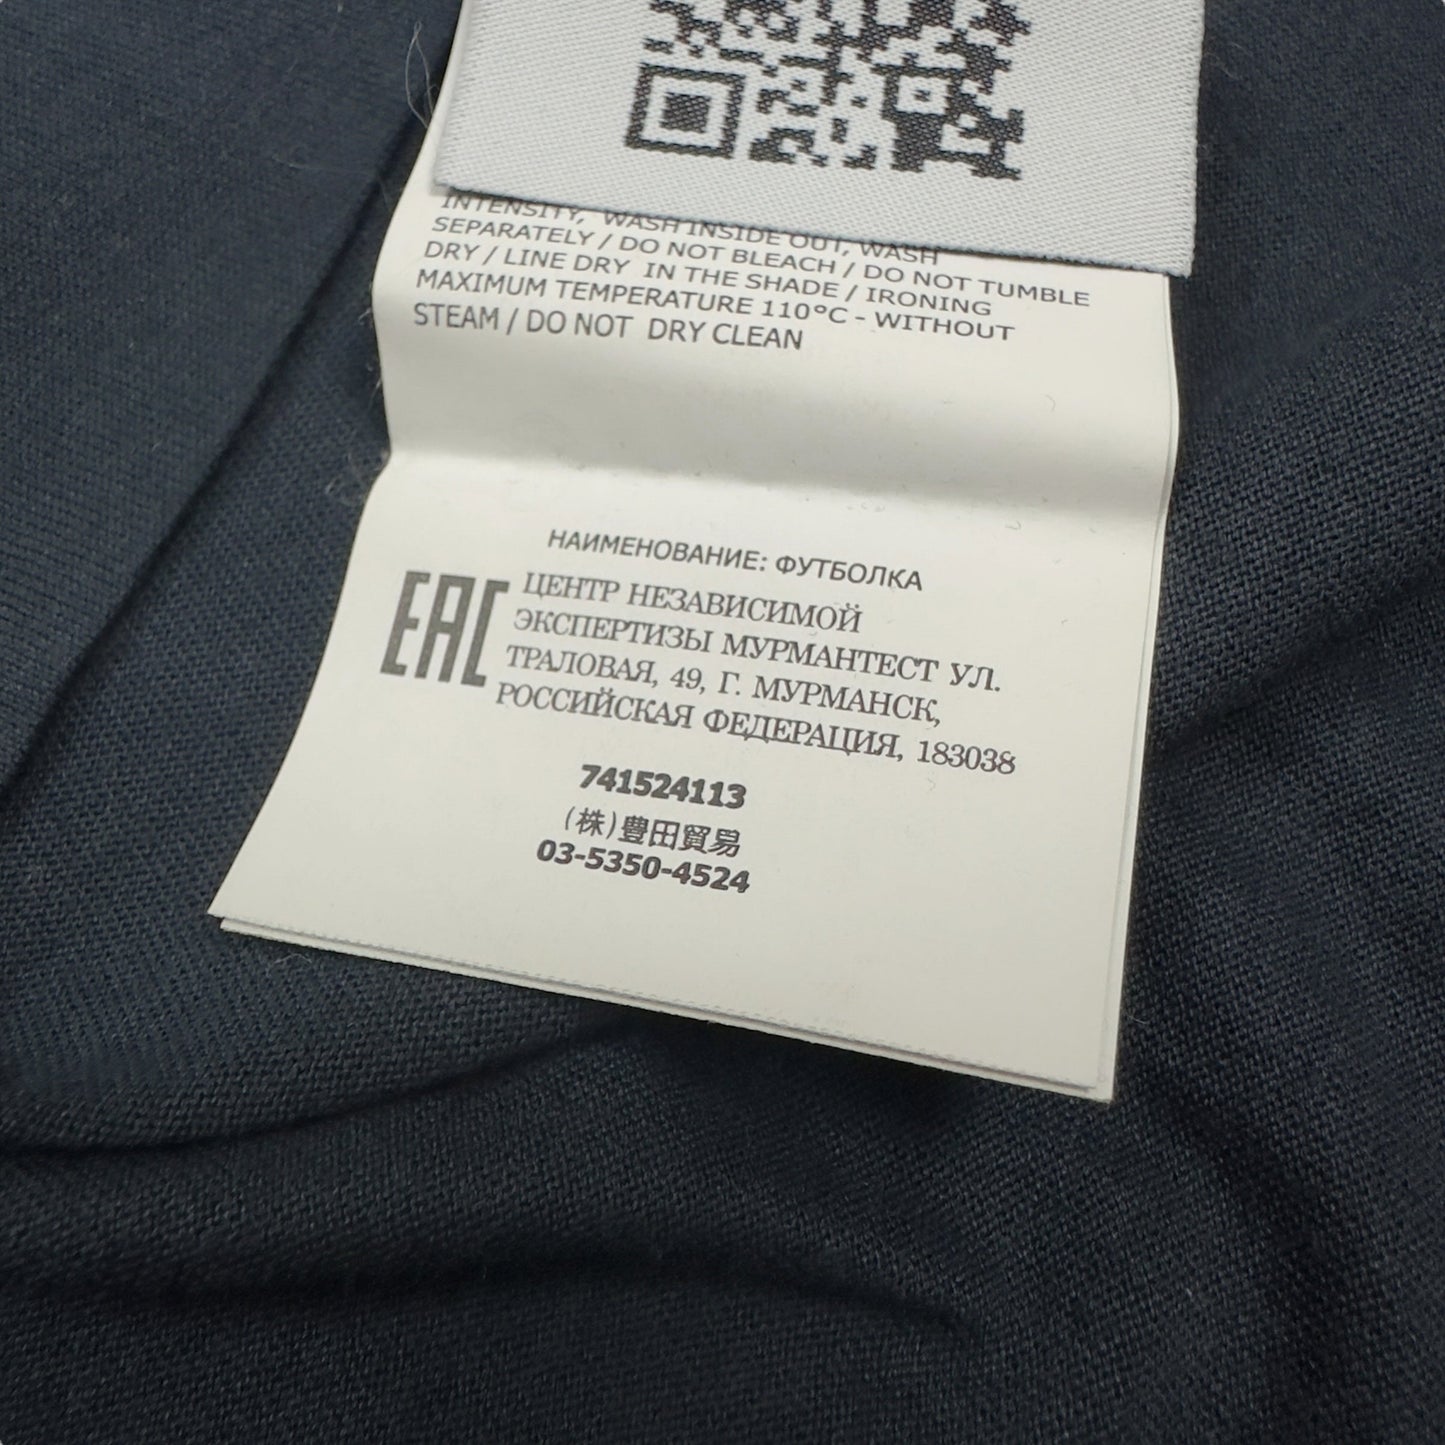 INTENSITY, WASH INSIDE OUT, WASH
SEPARATELY / DO NOT BLEACH / DO NOT TUMBLE
DRY / LINE DRY IN THE SHADE / IRONING
MAXIMUM TEMPERATURE 110°C - WITHOUT
STEAM / DO NOT DRY CLEAN
НАИМЕНОВАНИЕ: ФУТБОЛКА
EAC
ЦЕНТР НЕЗАВИСИМОЙ
ЭКСПЕРТИЗЫ МУРМАНТЕСТ УЛ.
ТРАЛОВАЯ, 49, Г. МУРМАНСК,
РОССИЙСКАЯ ФЕДЕРАЦИЯ, 183038
741524113
(株)豊田貿易
03-5350-4524